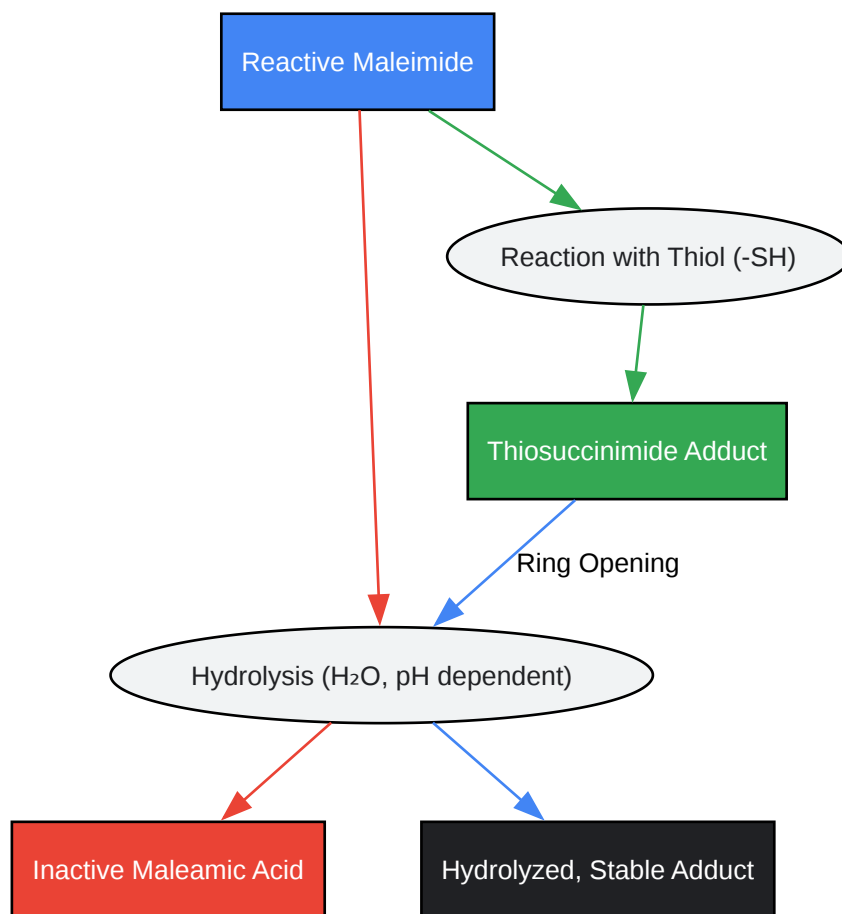 Reactive Maleimide
Reaction with Thiol (-SH)
Thiosuccinimide Adduct
Ring Opening
Hydrolysis (H₂O, pH dependent)
Inactive Maleamic Acid
Hydrolyzed, Stable Adduct